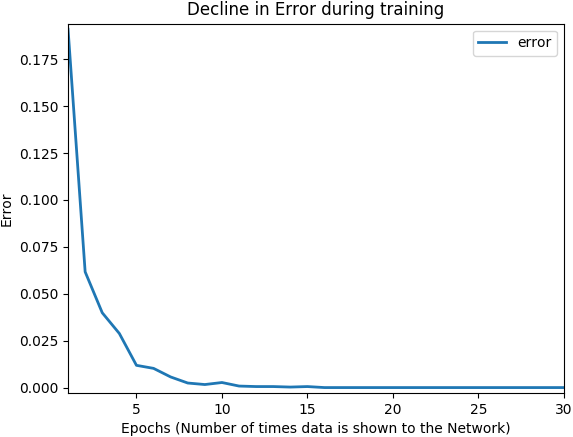 Decline in Error during training
error
Error
0.175
0.150
0.125
0.100
0.075
0.050
0.025
0.000
5 10 15 20 25 30
Epochs (Number of times data is shown to the Network)